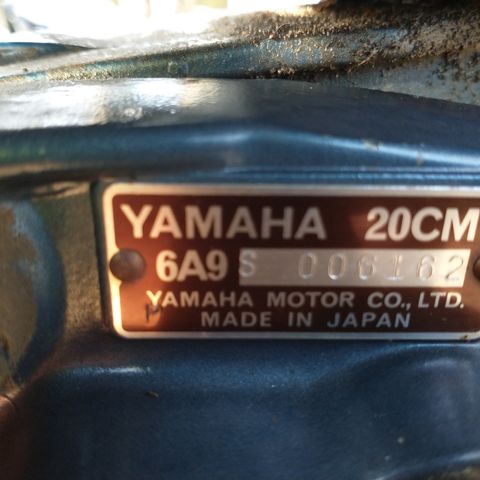 YAMAHA 20CM
6A9 S 006162
YAMAHA MOTOR CO., LTD.
MADE IN JAPAN